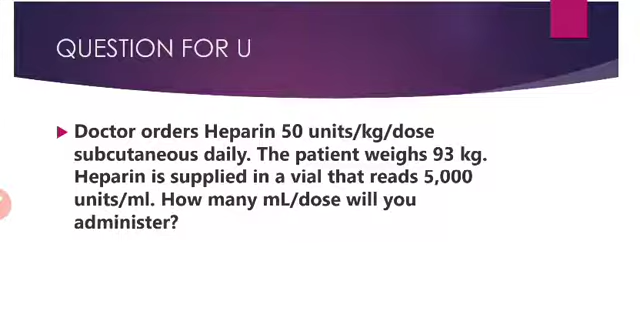 QUESTION FOR U
Doctor orders Heparin 50 units/kg/dose
subcutaneous daily. The patient weighs 93 kg.
Heparin is supplied in a vial that reads 5,000
units/ml. How many mL/dose will you
administer?